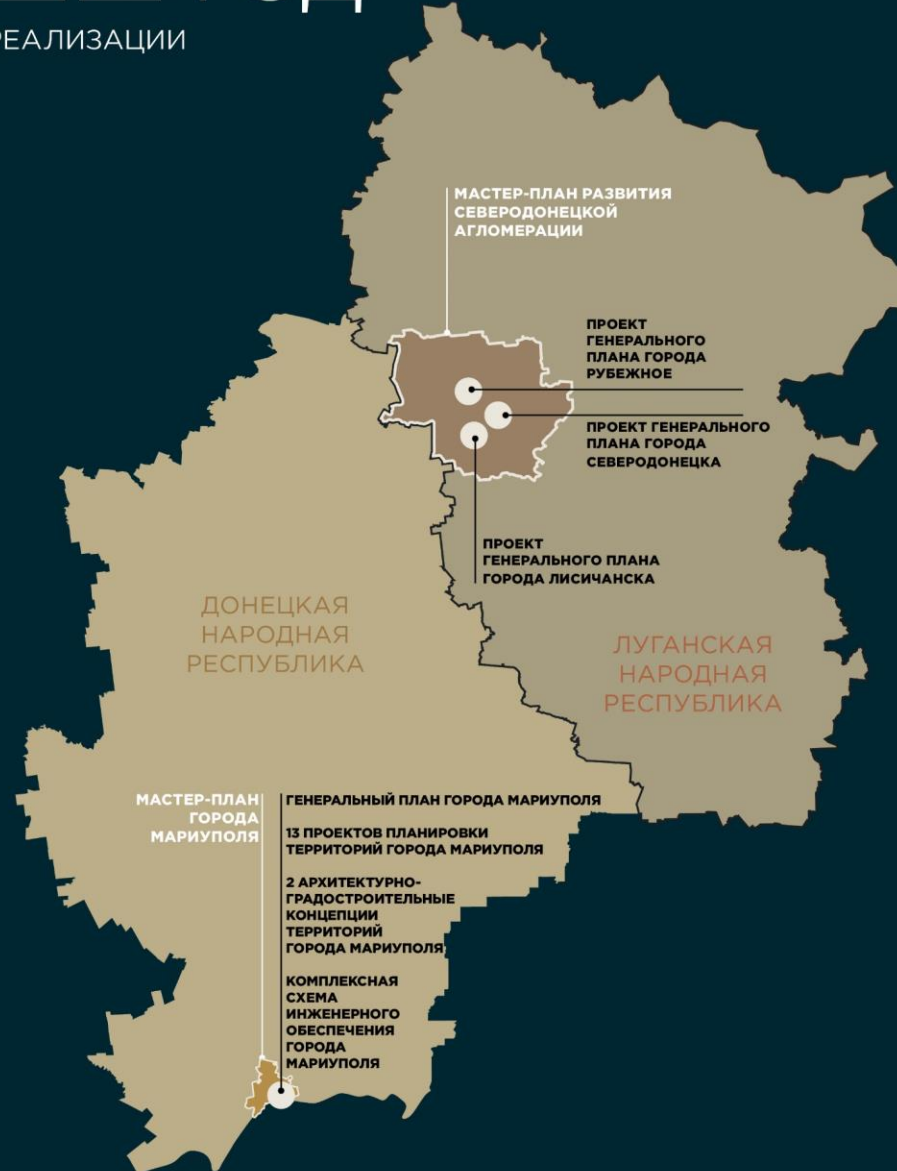 РЕАЛИЗАЦИИ
МАСТЕР-ПЛАН РАЗВИТИЯ
СЕВЕРОДОНЕЦКОЙ
АГЛОМЕРАЦИИ
ПРОЕКТ
ГЕНЕРАЛЬНОГО
ПЛАНА ГОРОДА
РУБЕЖНОЕ
ПРОЕКТ ГЕНЕРАЛЬНОГО
ПЛАНА ГОРОДА
СЕВЕРОДОНЕЦКА
ПРОЕКТ
ГЕНЕРАЛЬНОГО ПЛАНА
ГОРОДА ЛИСИЧАНСКА
ДОНЕЦКАЯ
НАРОДНАЯ
РЕСПУБЛИКА
ЛУГАНСКАЯ
НАРОДНАЯ
РЕСПУБЛИКА
МАСТЕР-ПЛАН
ГОРОДА
МАРИУПОЛЯ
ГЕНЕРАЛЬНЫЙ ПЛАН ГОРОДА МАРИУПОЛЯ
13 ПРОЕКТОВ ПЛАНИРОВКИ
ТЕРРИТОРИЙ ГОРОДА МАРИУПОЛЯ
2 АРХИТЕКТУРНО-
ГРАДОСТРОИТЕЛЬНЫЕ
КОНЦЕПЦИИ
ТЕРРИТОРИЙ
ГОРОДА МАРИУПОЛЯ
КОМПЛЕКСНАЯ
СХЕМА
ИНЖЕНЕРНОГО
ОБЕСПЕЧЕНИЯ
ГОРОДА
МАРИУПОЛЯ